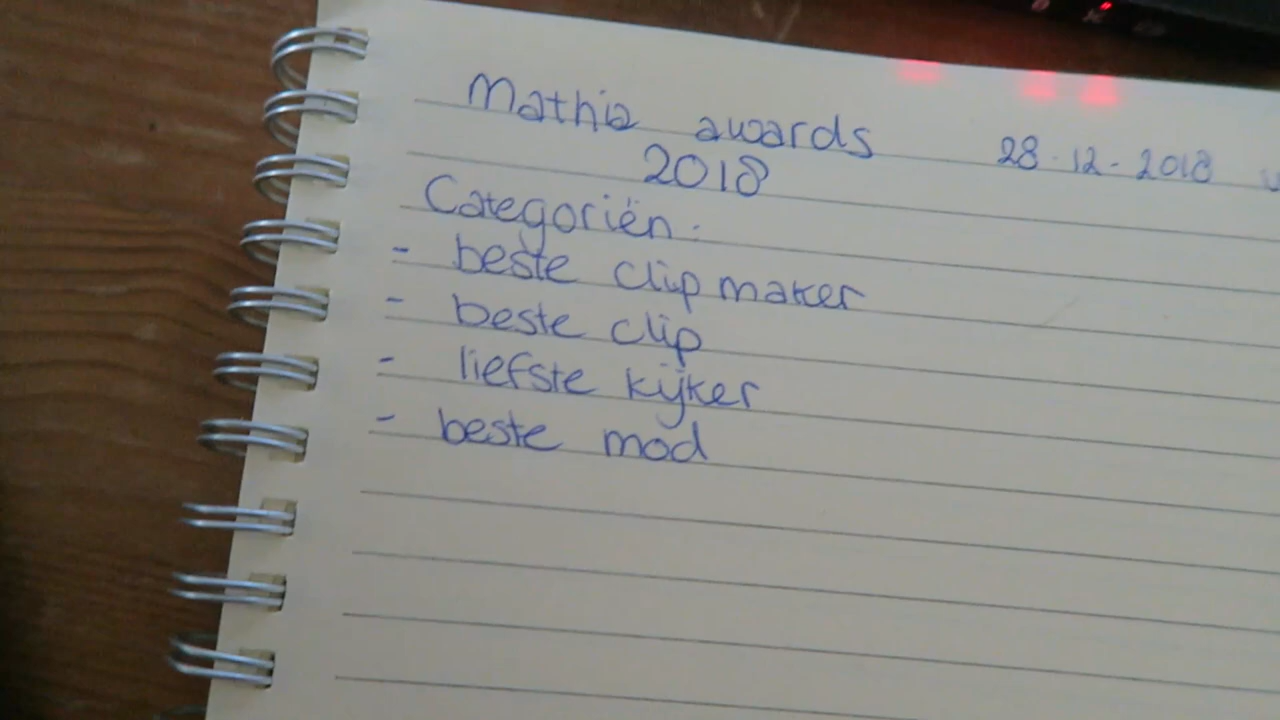 Mathia awards 28-12-2018
2018
Categoriën:
- beste clip maker
- beste clip
- liefste kijker
- beste mod